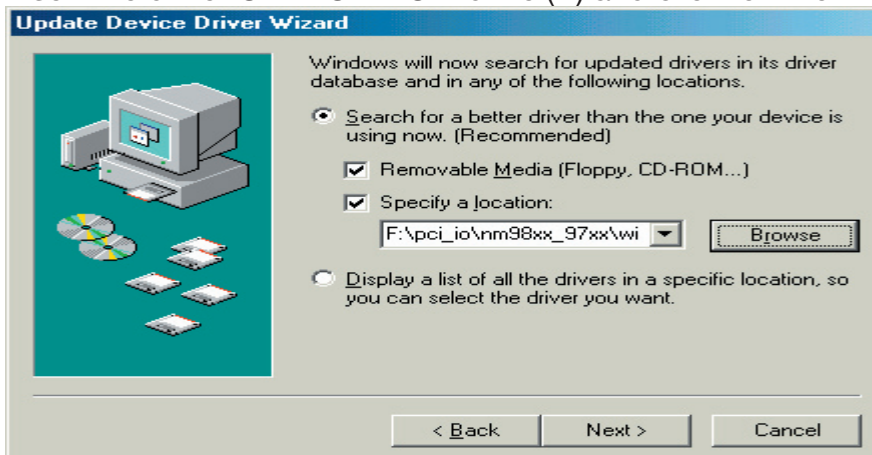 Update Device Driver Wizard
Windows will now search for updated drivers in its driver
database and in any of the following locations.
Search for a better driver than the one your device is
using now. (Recommended)
Removable Media (Floppy, CD-ROM...)
Specify a location:
F:\pci_io\nm98xx_97xx\wi
Browse
Display a list of all the drivers in a specific location, so
you can select the driver you want.
< Back
Next >
Cancel